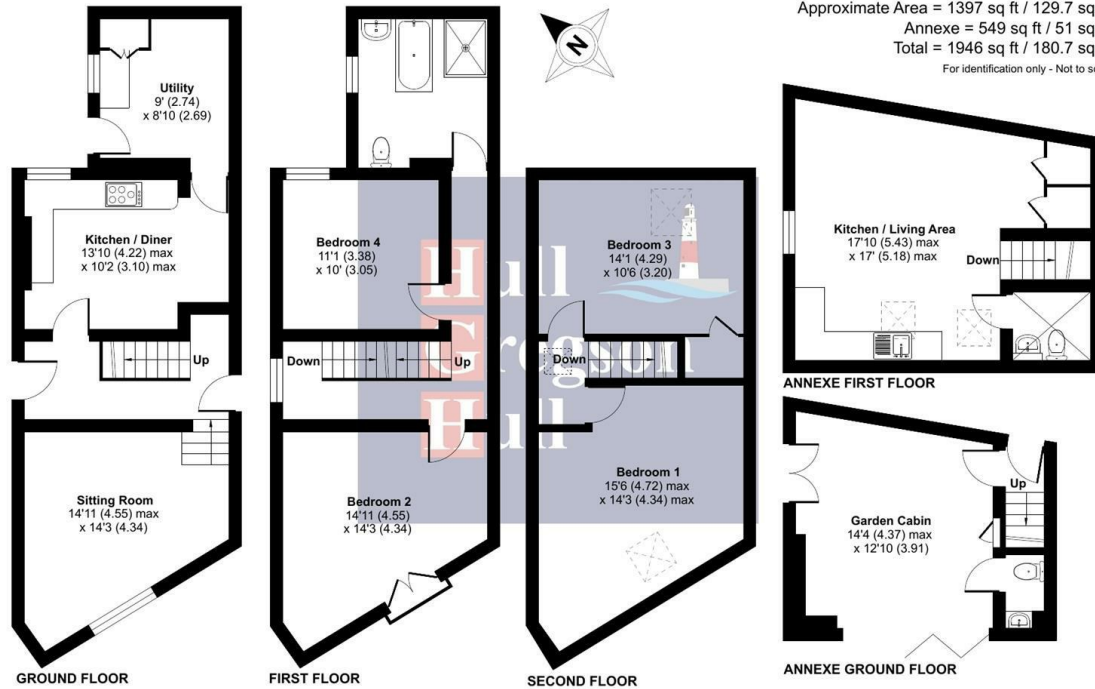 Approximate Area = 1397 sq ft / 129.7 sq
Annexe = 549 sq ft / 51 sq
Total = 1946 sq ft / 180.7 sq
For identification only - Not to sc
N
Utility
9' (2.74)
x 8'10 (2.69)
Kitchen / Diner
13'10 (4.22) max
x 10'2 (3.10) max
Up
Sitting Room
14'11 (4.55) max
x 14'3 (4.34)
GROUND FLOOR
Bedroom 4
11'1 (3.38)
x 10' (3.05)
Down
Up
Bedroom 2
14'11 (4.55)
x 14'3 (4.34)
FIRST FLOOR
Bedroom 3
14'1 (4.29)
x 10'6 (3.20)
Down
Bedroom 1
15'6 (4.72) max
x 14'3 (4.34) max
SECOND FLOOR
Hull
Gregson
Hull
Kitchen / Living Area
17'10 (5.43) max
x 17' (5.18) max
Down
ANNEXE FIRST FLOOR
Up
Garden Cabin
14'4 (4.37) max
x 12'10 (3.91)
ANNEXE GROUND FLOOR